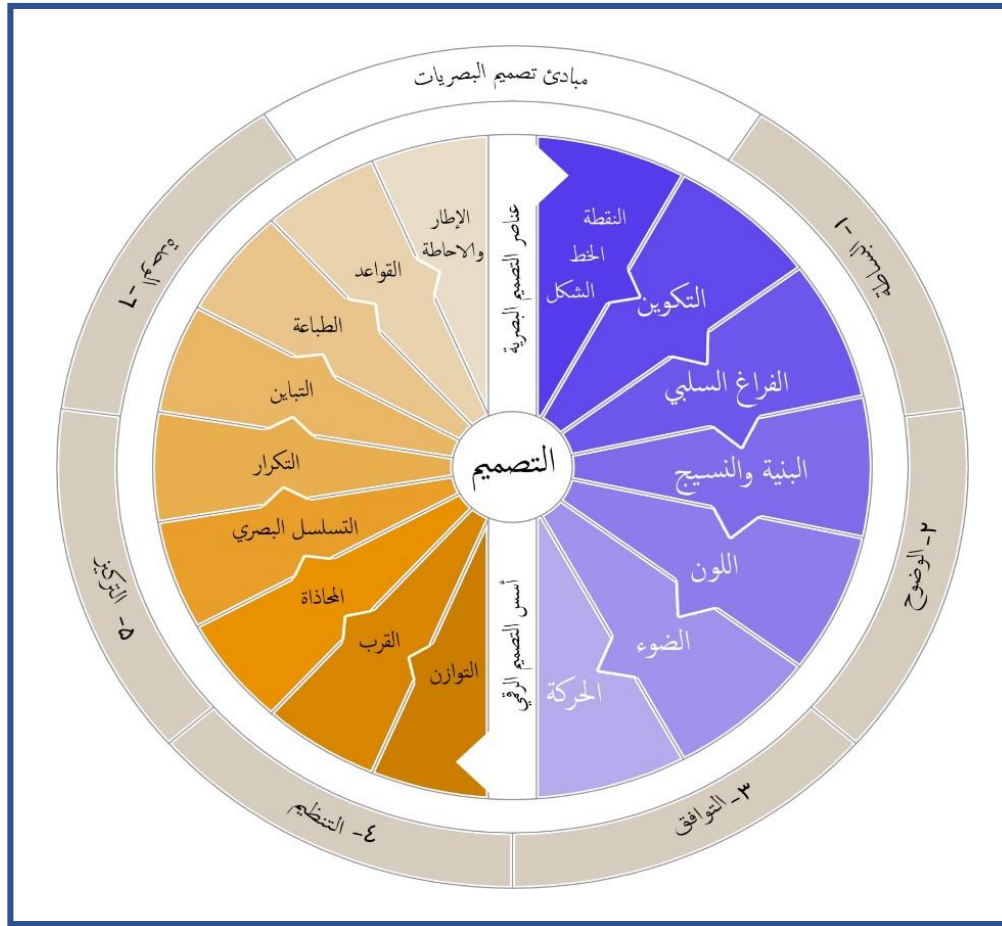 مبادئ تصميم البصريات
١- البساطة
٢- الوضوح
٣- التوافق
٤- التنظيم
٥- التركيز
٦- الوحدة
عناصر التصميم البصرية
النقطة
الخط
الشكل
التكوين
الفراغ السلبي
البنية والنسيج
اللون
الضوء
الحركة
التصميم
أسس التصميم الرقمي
التوازن
القرب
المحاذاة
التسلسل البصري
التكرار
التباين
الطباعة
القواعد
الإطار
والاحاطة